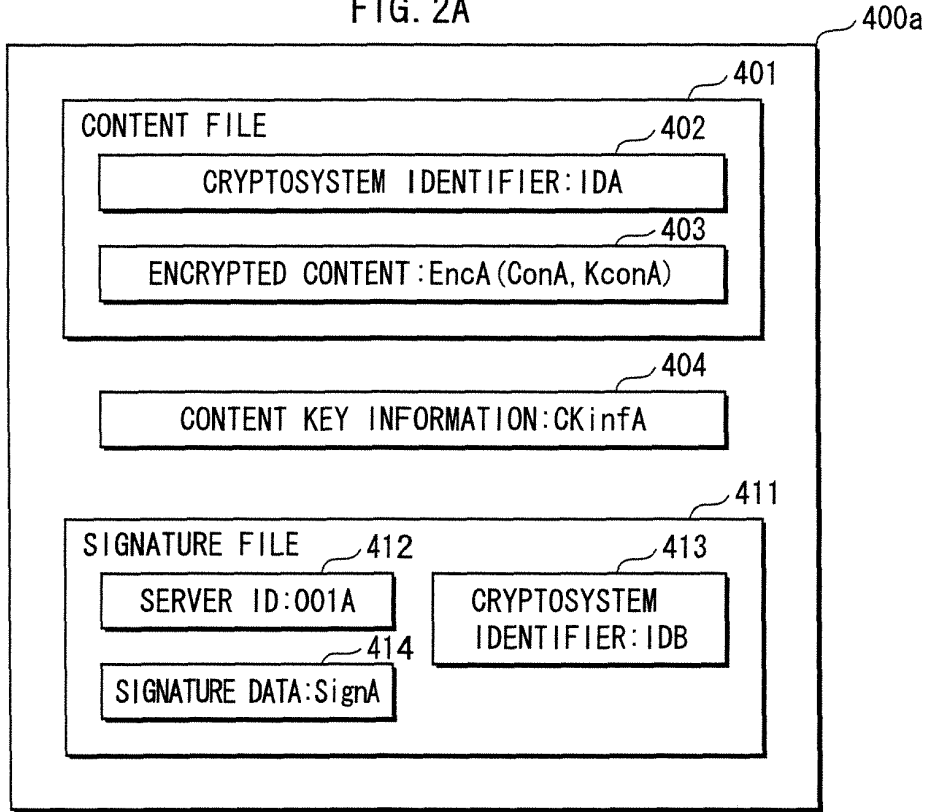 FIG. 2A
400a
401
CONTENT FILE
402
CRYPTOSYSTEM IDENTIFIER:IDA
403
ENCRYPTED CONTENT:EncA(ConA, KconA)
404
CONTENT KEY INFORMATION:CKinfA
411
SIGNATURE FILE
412
413
SERVER ID:001A
CRYPTOSYSTEM
IDENTIFIER:IDB
414
SIGNATURE DATA:SignA